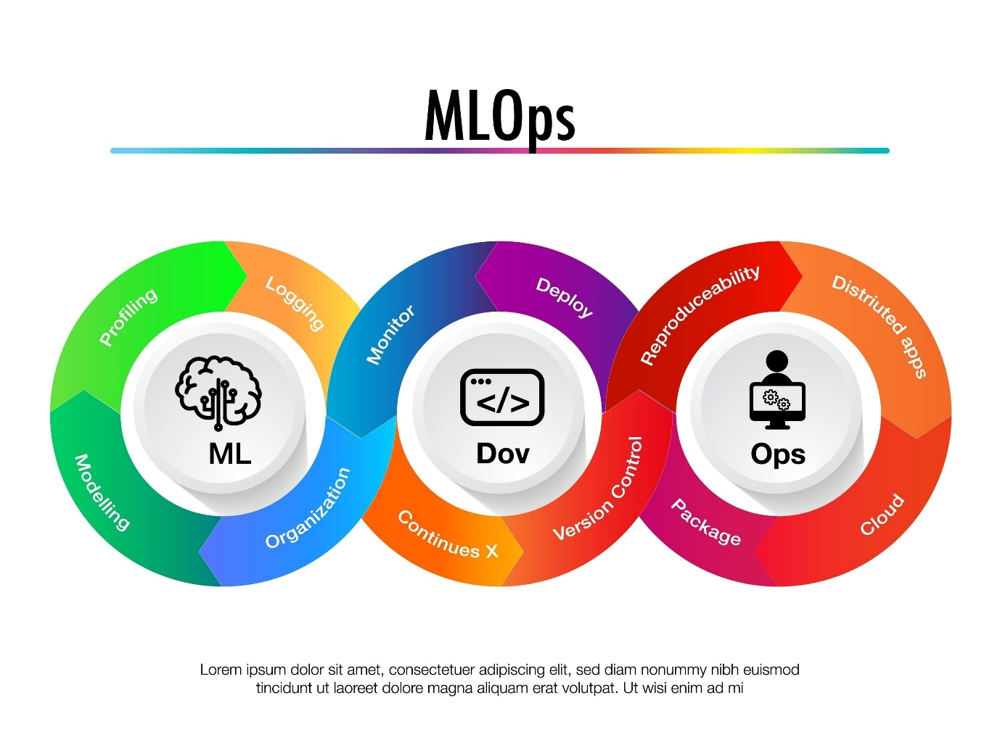 MLOps
Profiling
Logging
Modelling
Organization
ML
Monitor
Deploy
Continues X
Version Control
Dov
Reproduceability
Distriuted apps
Package
Cloud
Ops
Lorem ipsum dolor sit amet, consectetuer adipiscing elit, sed diam nonummy nibh euismod
tincidunt ut laoreet dolore magna aliquam erat volutpat. Ut wisi enim ad mi